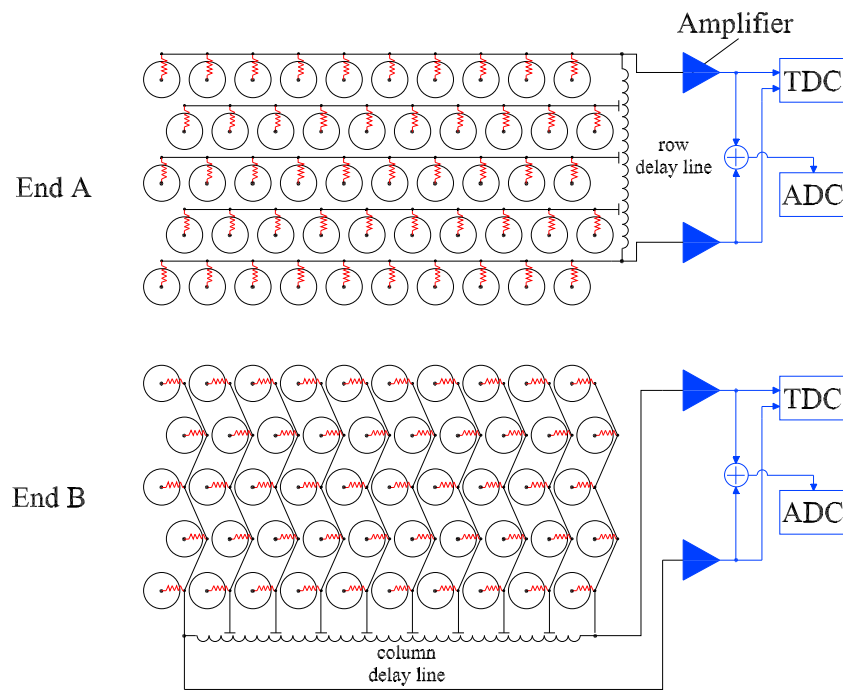 Amplifier
TDC
row
delay line
End A
ADC
TDC
End B
ADC
column
delay line